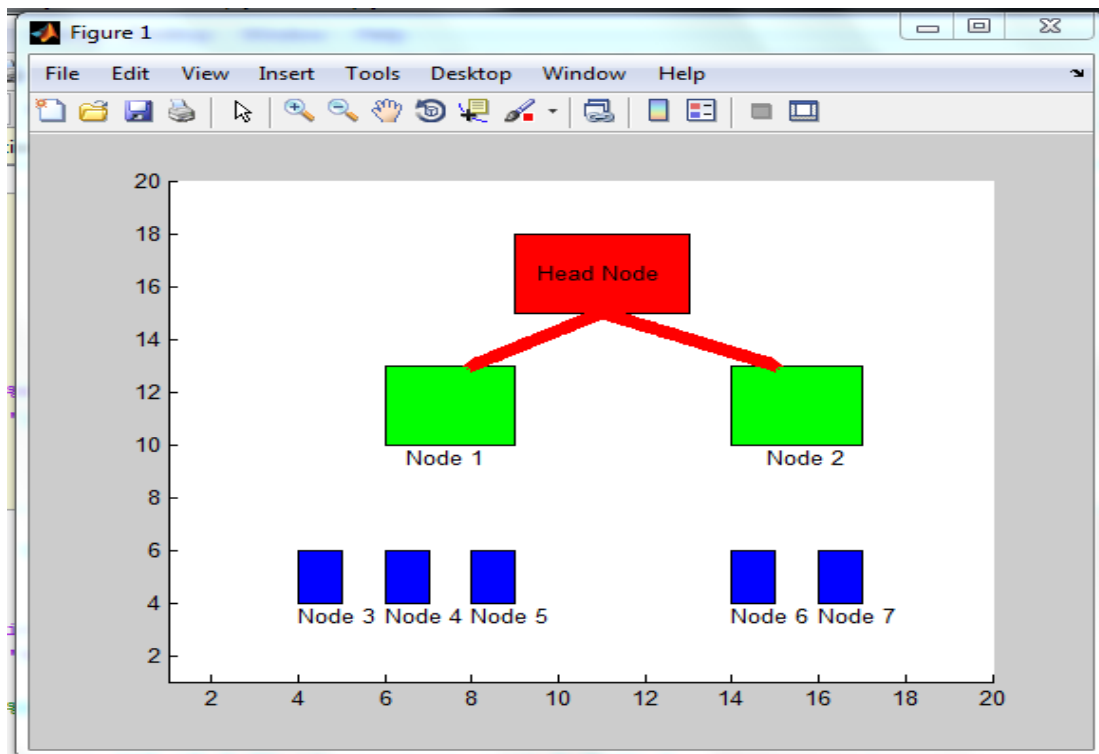 Figure 1
File Edit View Insert Tools Desktop Window Help
20
18
Head Node
16
14
12
10
Node 1 Node 2
8
6
4
Node 3 Node 4 Node 5 Node 6 Node 7
2
2 4 6 8 10 12 14 16 18 20